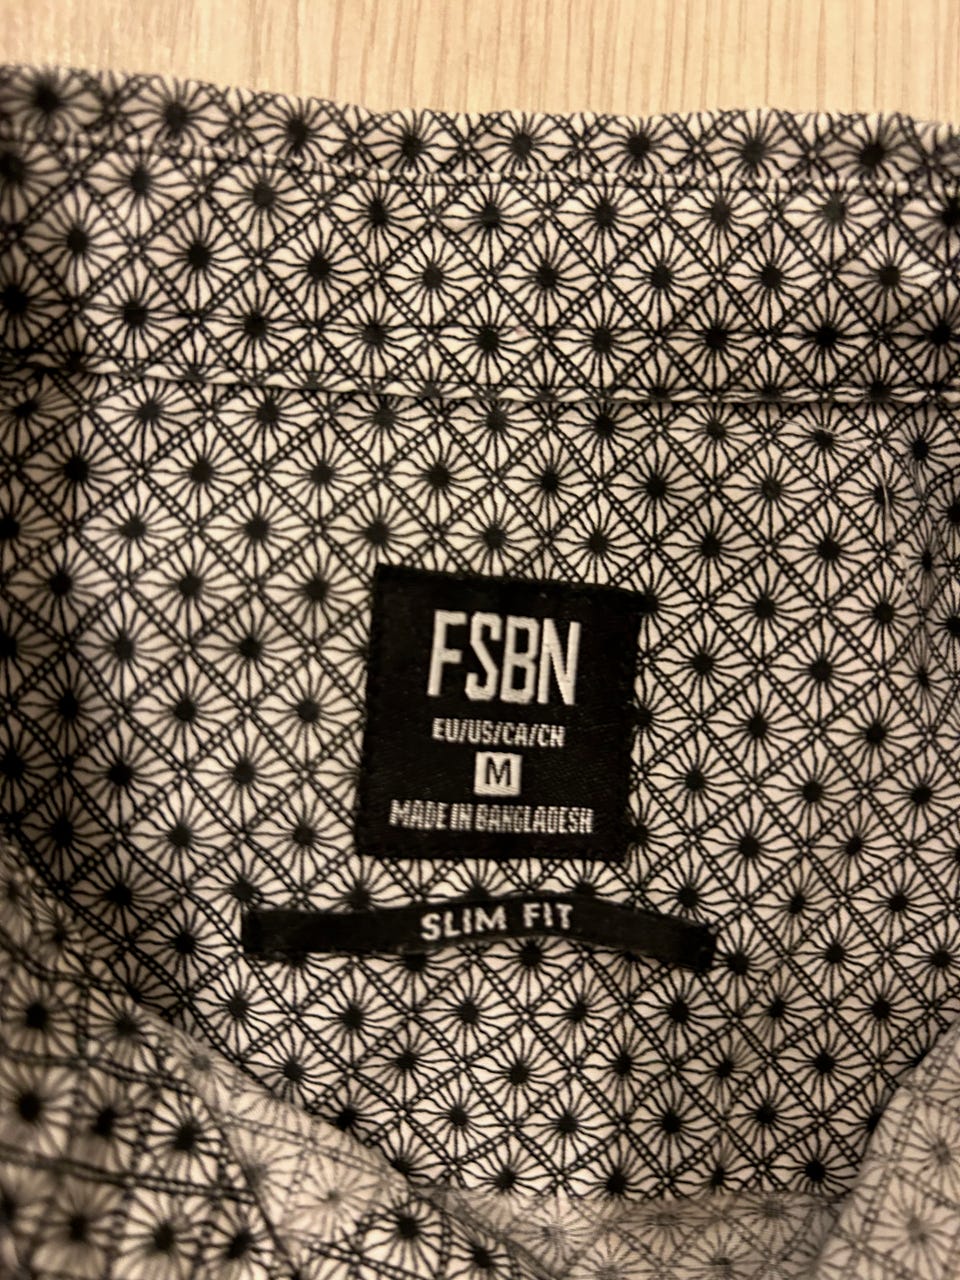 FSBN
EU/US/CA/CH
M
MADE IN BANGLADESH
SLIM FIT